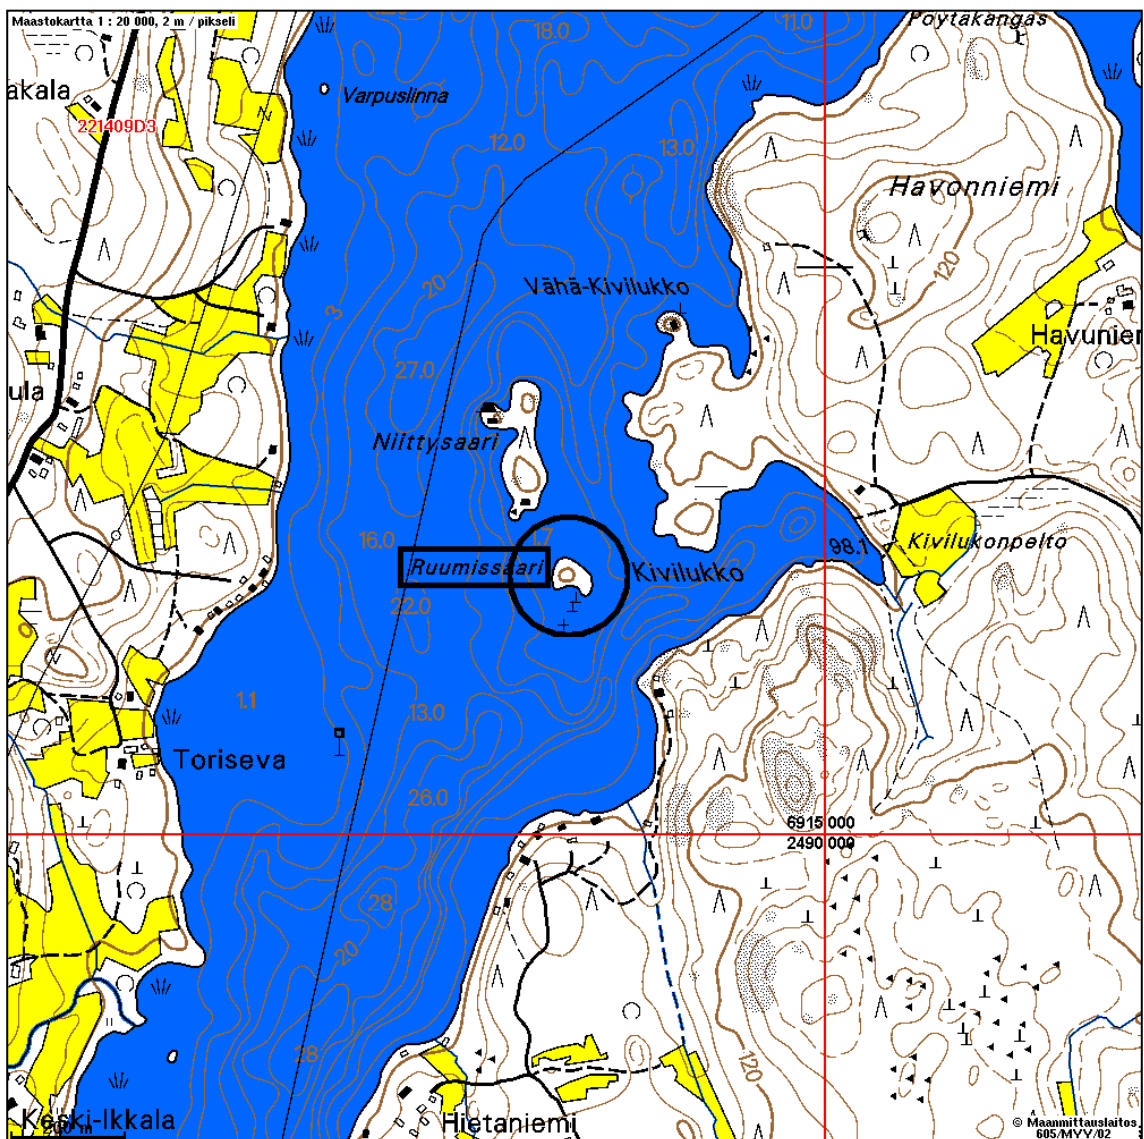 Maastokartta 1 : 20 000, 2 m / pikseli
18.0
11.0
Pöytäkangas
akala
Varpuslinna
221409D3
12.0
13.0
Havonniemi
120
20
Vähä-Kivilukko
3
27.0
Havunier
ula
Niittysaari
16.0
1.7
98.1
Kivilukonpelto
Ruumissaari
Kivilukko
22.0
1.1
13.0
Toriseva
26.0
6915 000
2490 000
28
20
28
120
Keski-Ikkala
Hietaniemi
© Maanmittauslaitos
605/MYY/02